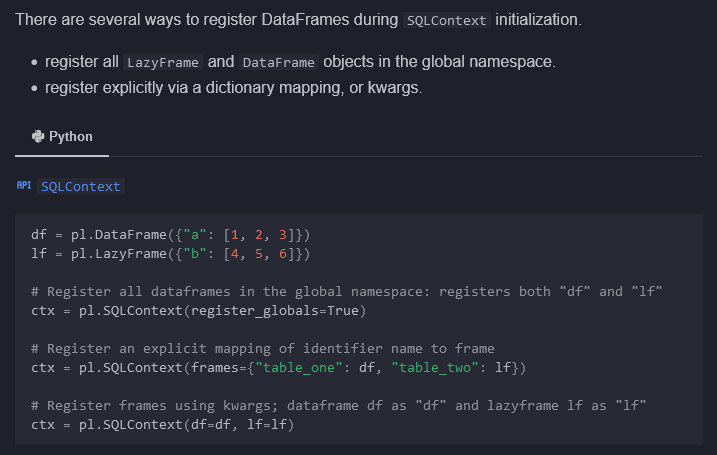 There are several ways to register DataFrames during SQLContext initialization.
• register all LazyFrame and DataFrame objects in the global namespace.
• register explicitly via a dictionary mapping, or kwargs.
Python
API SQLContext
df = pl.DataFrame({"a": [1, 2, 3]})
lf = pl.LazyFrame({"b": [4, 5, 6]})
# Register all dataframes in the global namespace: registers both "df" and "lf"
ctx = pl.SQLContext(register_globals=True)
# Register an explicit mapping of identifier name to frame
ctx = pl.SQLContext(frames={"table_one": df, "table_two": lf})
# Register frames using kwargs; dataframe df as "df" and lazyframe lf as "lf"
ctx = pl.SQLContext(df=df, lf=lf)